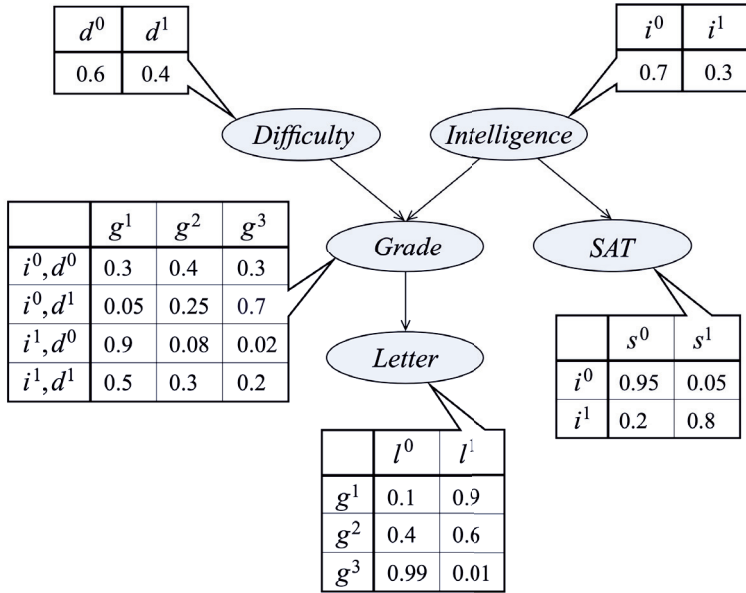 d⁰ d¹
0.6 0.4
i⁰ i¹
0.7 0.3
Difficulty
Intelligence
g¹ g² g³
i⁰,d⁰ 0.3 0.4 0.3
i⁰,d¹ 0.05 0.25 0.7
i¹,d⁰ 0.9 0.08 0.02
i¹,d¹ 0.5 0.3 0.2
Grade
SAT
Letter
s⁰ s¹
i⁰ 0.95 0.05
i¹ 0.2 0.8
l⁰ l¹
g¹ 0.1 0.9
g² 0.4 0.6
g³ 0.99 0.01